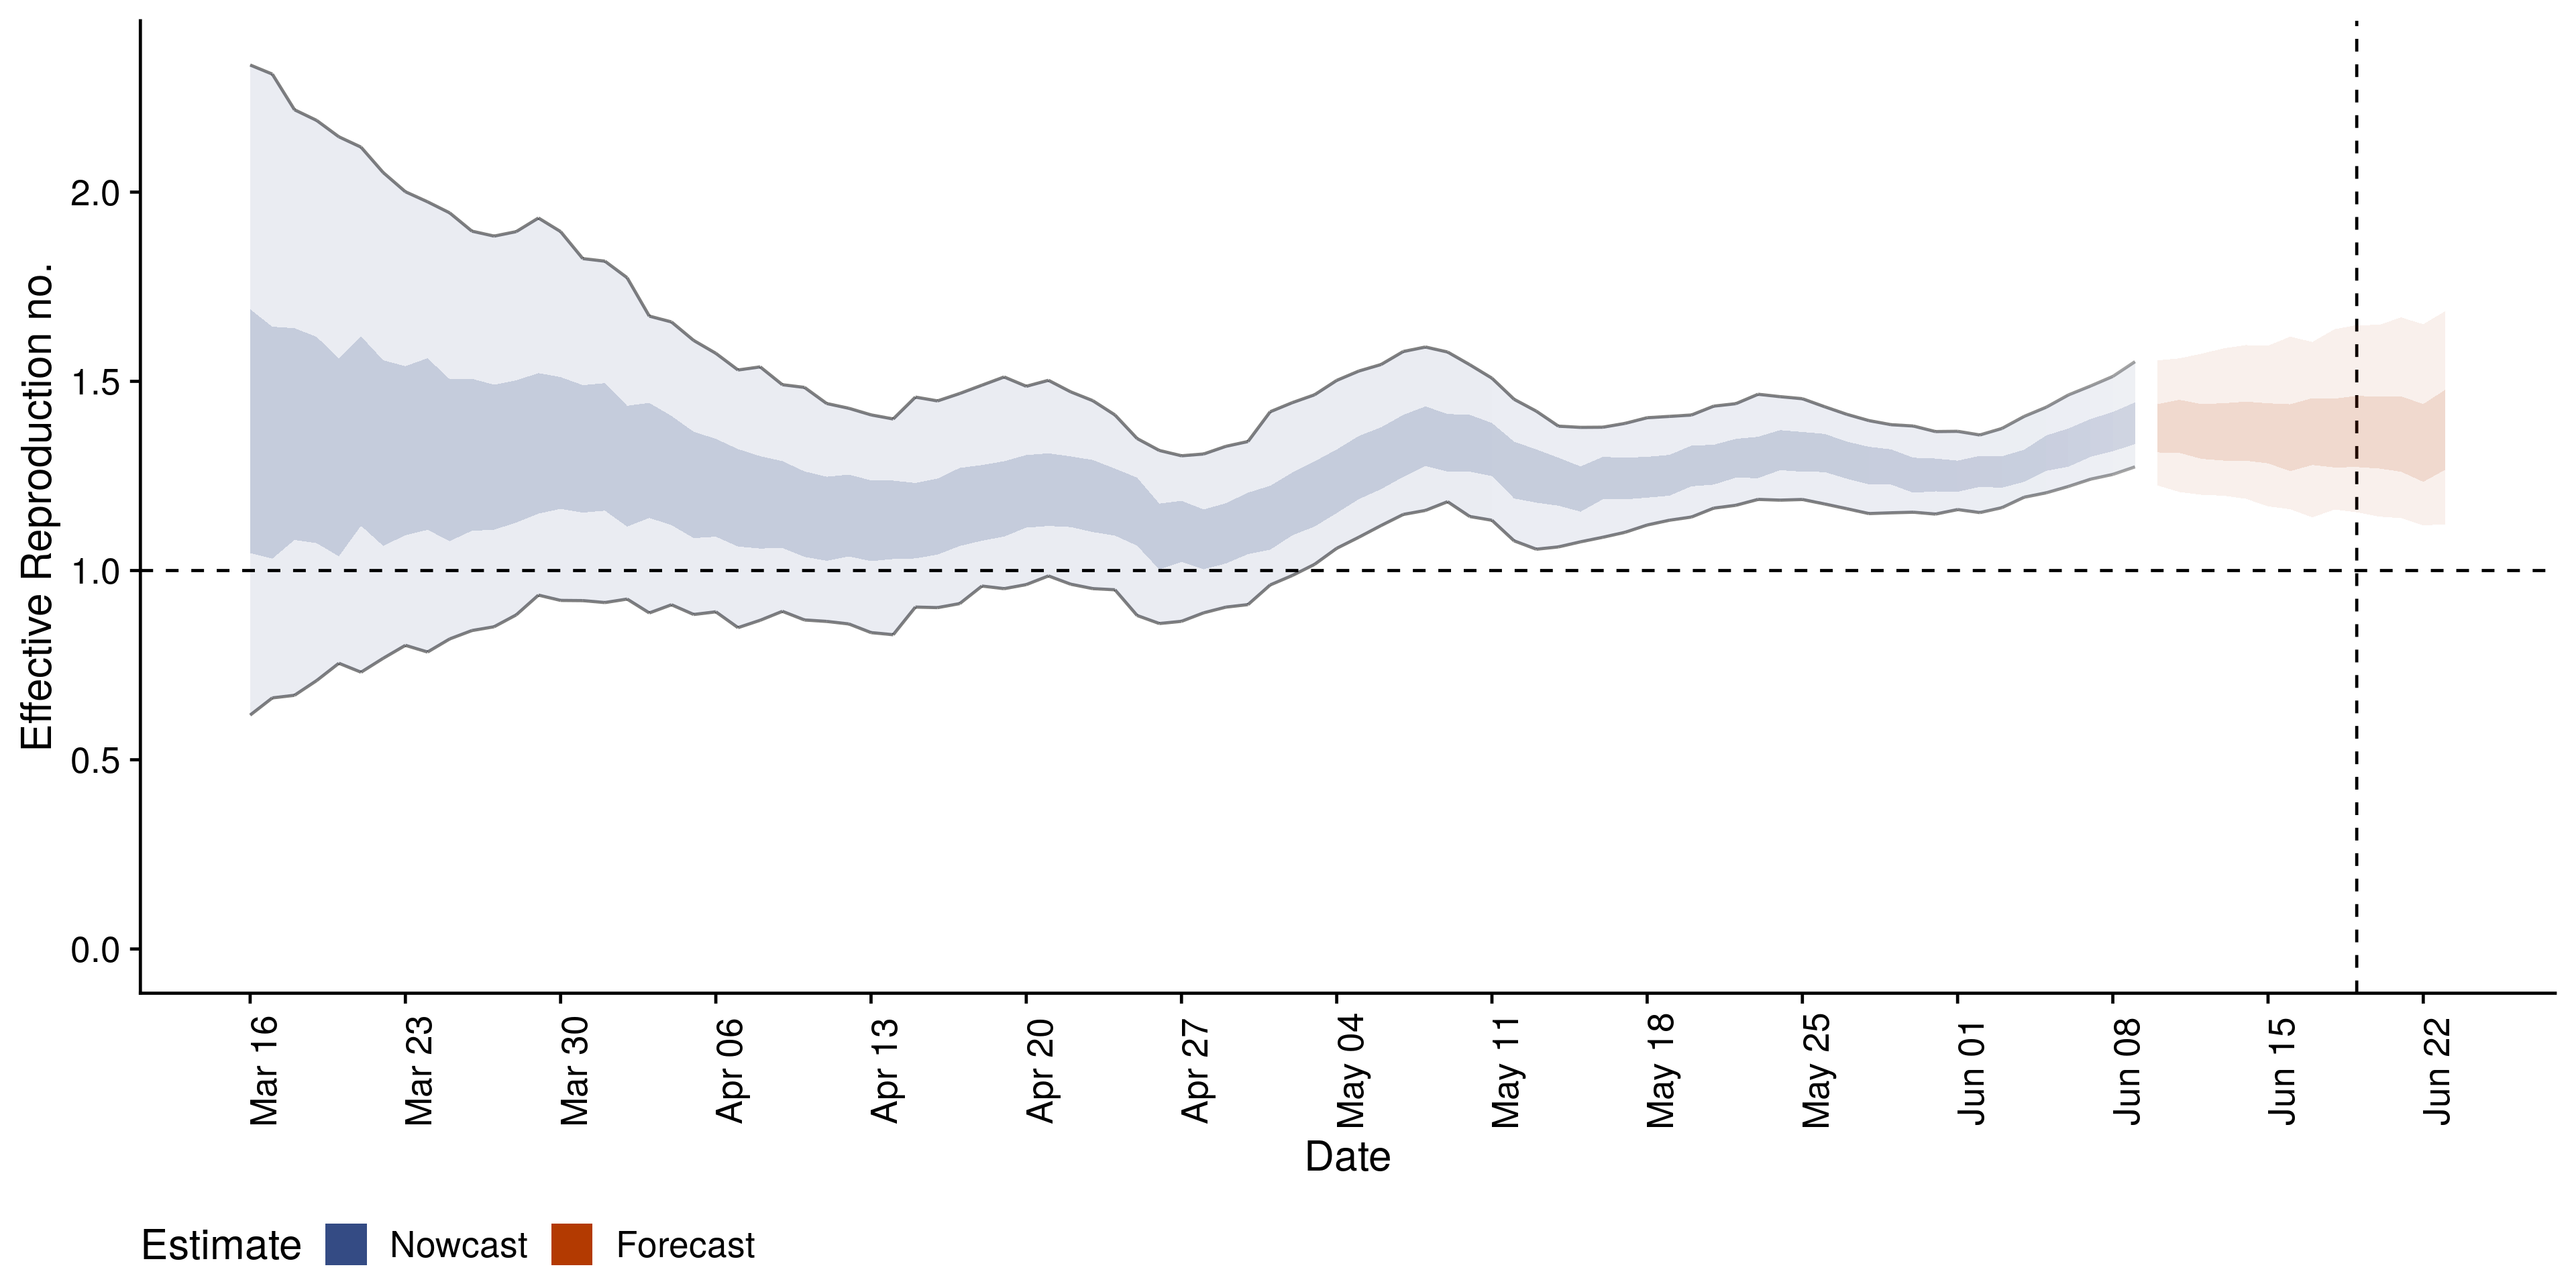 Effective Reproduction no.
2.0
1.5
1.0
0.5
0.0
Mar 16
Mar 23
Mar 30
Apr 06
Apr 13
Apr 20
Apr 27
May 04
May 11
May 18
May 25
Jun 01
Jun 08
Jun 15
Jun 22
Date
Estimate Nowcast Forecast